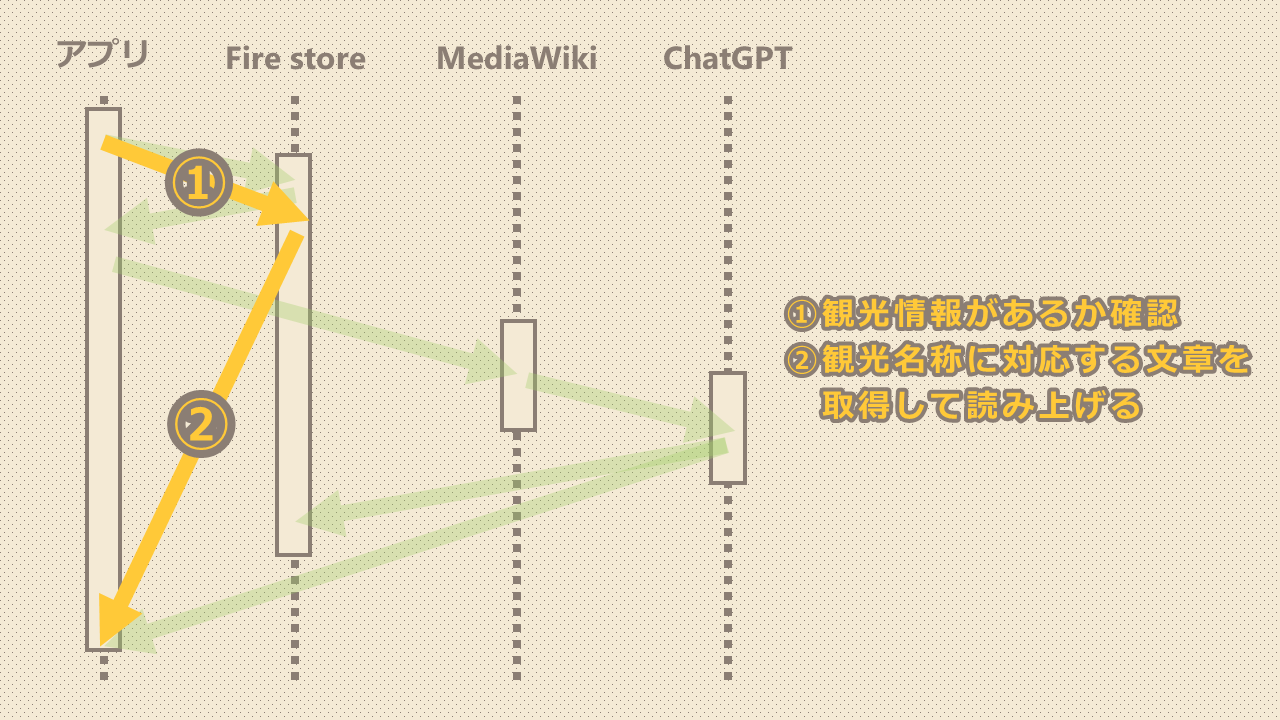 アプリ
Fire store
MediaWiki
ChatGPT
①
②
①観光情報があるか確認
②観光名称に対応する文章を
取得して読み上げる